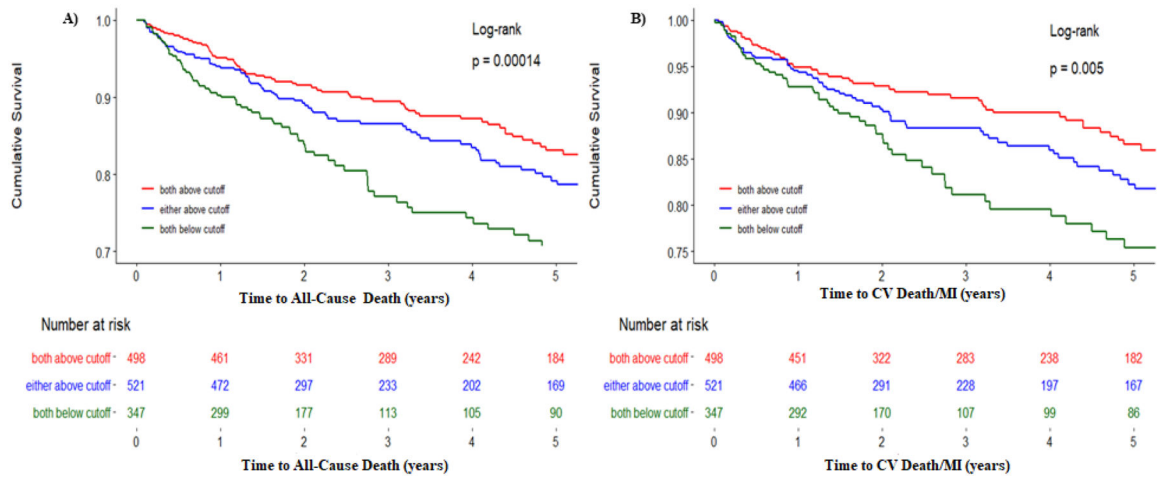 A)
Log-rank
p = 0.00014
Cumulative Survival
1.0
0.9
0.8
0.7
both above cutoff
either above cutoff
both below cutoff
0 1 2 3 4 5
Time to All-Cause Death (years)
Number at risk
both above cutoff 498 461 331 289 242 184
either above cutoff 521 472 297 233 202 169
both below cutoff 347 299 177 113 105 90
0 1 2 3 4 5
Time to All-Cause Death (years)
B)
Log-rank
p = 0.005
Cumulative Survival
1.00
0.95
0.90
0.85
0.80
0.75
both above cutoff
either above cutoff
both below cutoff
0 1 2 3 4 5
Time to CV Death/MI (years)
Number at risk
both above cutoff 498 451 322 283 238 182
either above cutoff 521 466 291 228 197 167
both below cutoff 347 292 170 107 99 86
0 1 2 3 4 5
Time to CV Death/MI (years)